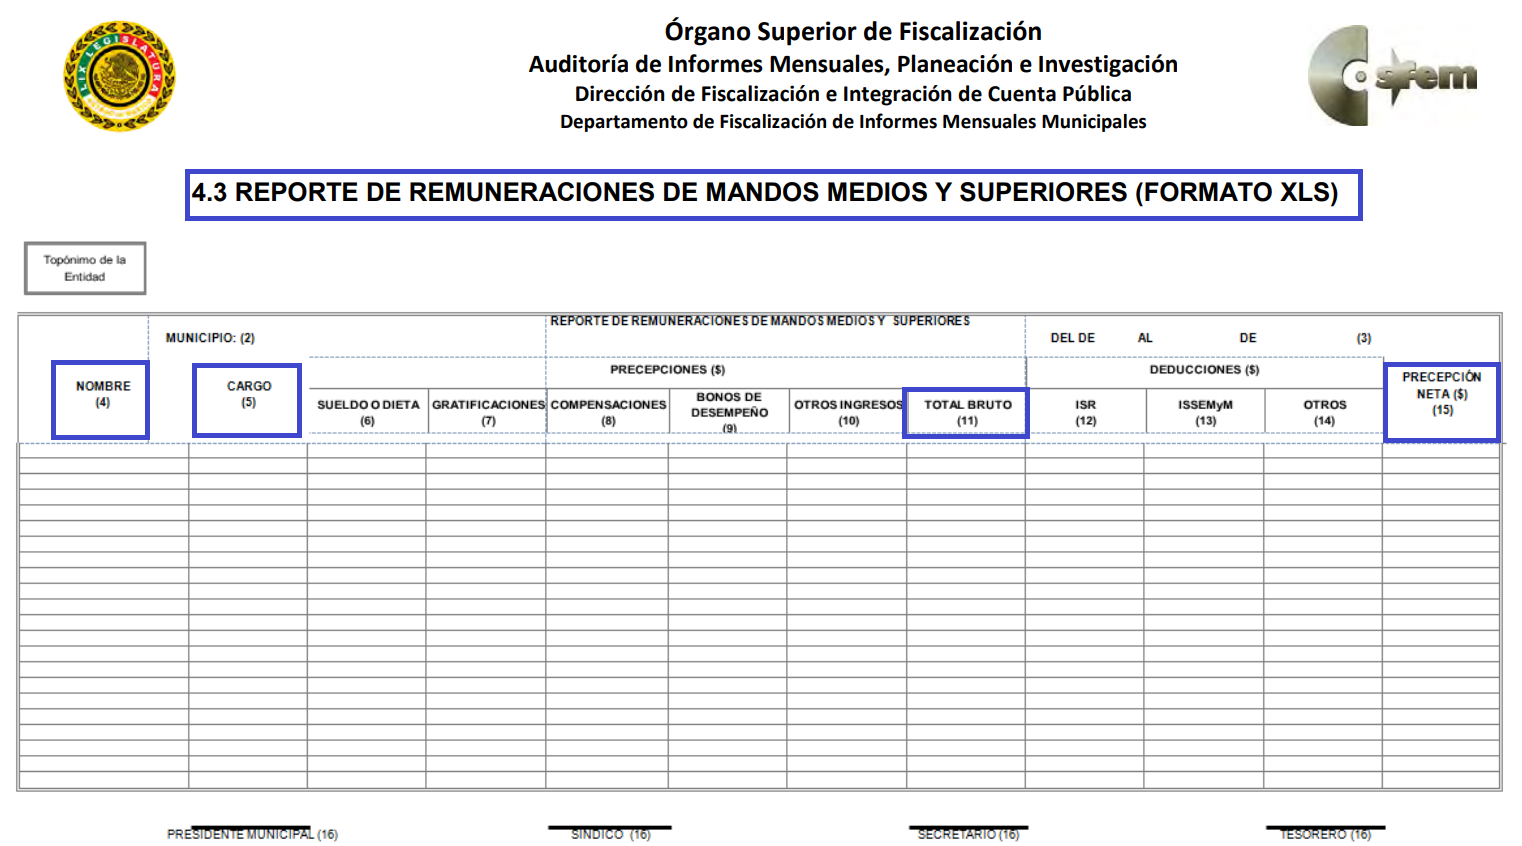 LIX LEGISLATURA
Órgano Superior de Fiscalización
Auditoría de Informes Mensuales, Planeación e Investigación
Dirección de Fiscalización e Integración de Cuenta Pública
Departamento de Fiscalización de Informes Mensuales Municipales
osfem
4.3 REPORTE DE REMUNERACIONES DE MANDOS MEDIOS Y SUPERIORES (FORMATO XLS)
Topónimo de la
Entidad
REPORTE DE REMUNERACIONES DE MANDOS MEDIOS Y SUPERIORES
MUNICIPIO: (2)
DEL DE AL DE (3)
NOMBRE
(4)
CARGO
(5)
PRECEPCIONES ($)
SUELDO O DIETA
(6)
GRATIFICACIONES
(7)
COMPENSACIONES
(8)
BONOS DE
DESEMPEÑO
(9)
OTROS INGRESOS
(10)
TOTAL BRUTO
(11)
DEDUCCIONES ($)
ISR
(12)
ISSEMyM
(13)
OTROS
(14)
PRECEPCIÓN
NETA ($)
(15)
PRESIDENTE MUNICIPAL (16)
SINDICO (16)
SECRETARIO (16)
TESORERO (16)